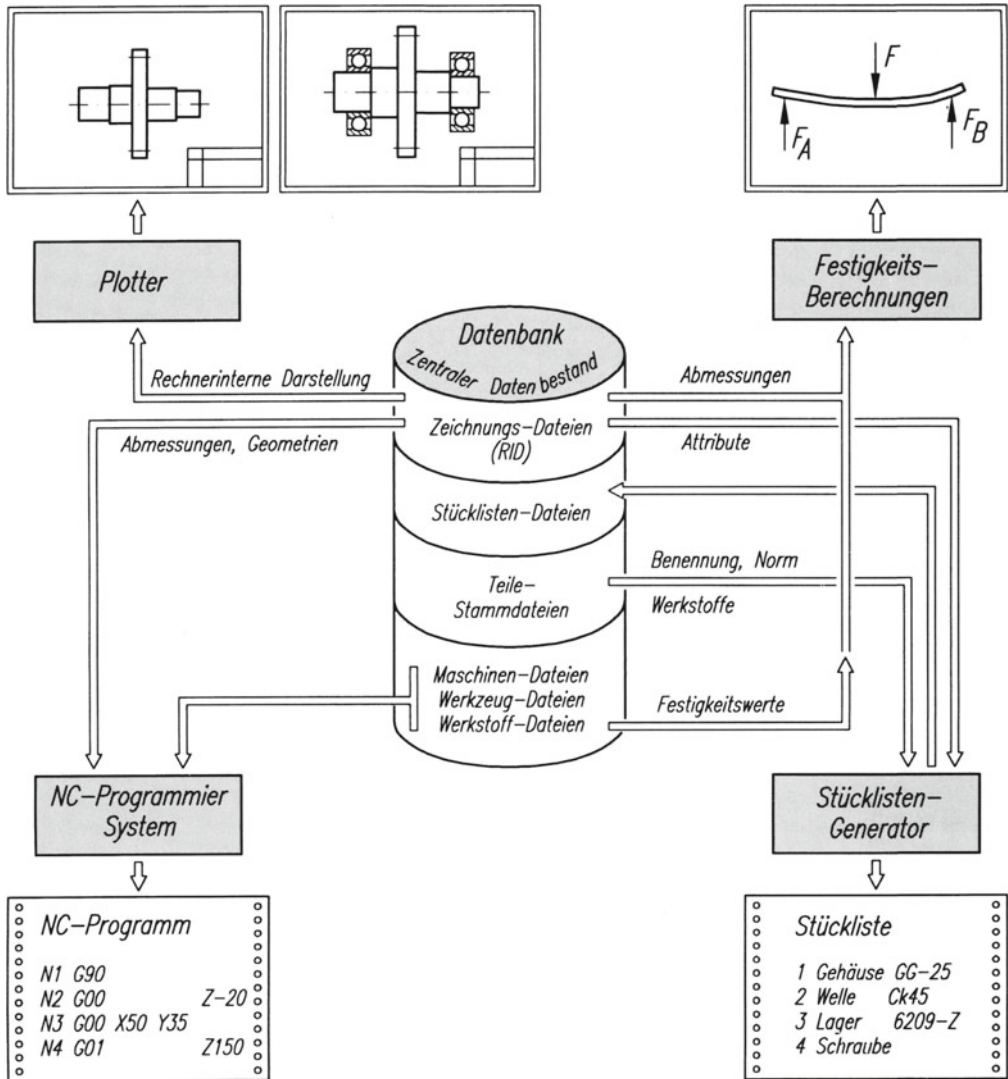 F
F_A
F_B
Plotter
Festigkeits-
Berechnungen
Datenbank
Zentraler Datenbestand
Rechnerinterne Darstellung
Abmessungen
Abmessungen, Geometrien
Zeichnungs-Dateien
(RID)
Attribute
Stücklisten-Dateien
Benennung, Norm
Teile-
Stammdateien
Werkstoffe
Maschinen-Dateien
Werkzeug-Dateien
Werkstoff-Dateien
Festigkeitswerte
NC-Programmier
System
Stücklisten-
Generator
NC-Programm
N1 G90
N2 G00 Z-20
N3 G00 X50 Y35
N4 G01 Z150
Stückliste
1 Gehäuse GG-25
2 Welle Ck45
3 Lager 6209-Z
4 Schraube